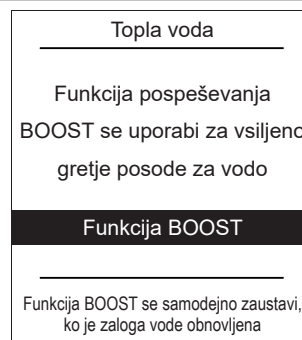 Topla voda
Funkcija pospeševanja
BOOST se uporabi za vsiljeno
gretje posode za vodo
Funkcija BOOST
Funkcija BOOST se samodejno zaustavi,
ko je zaloga vode obnovljena